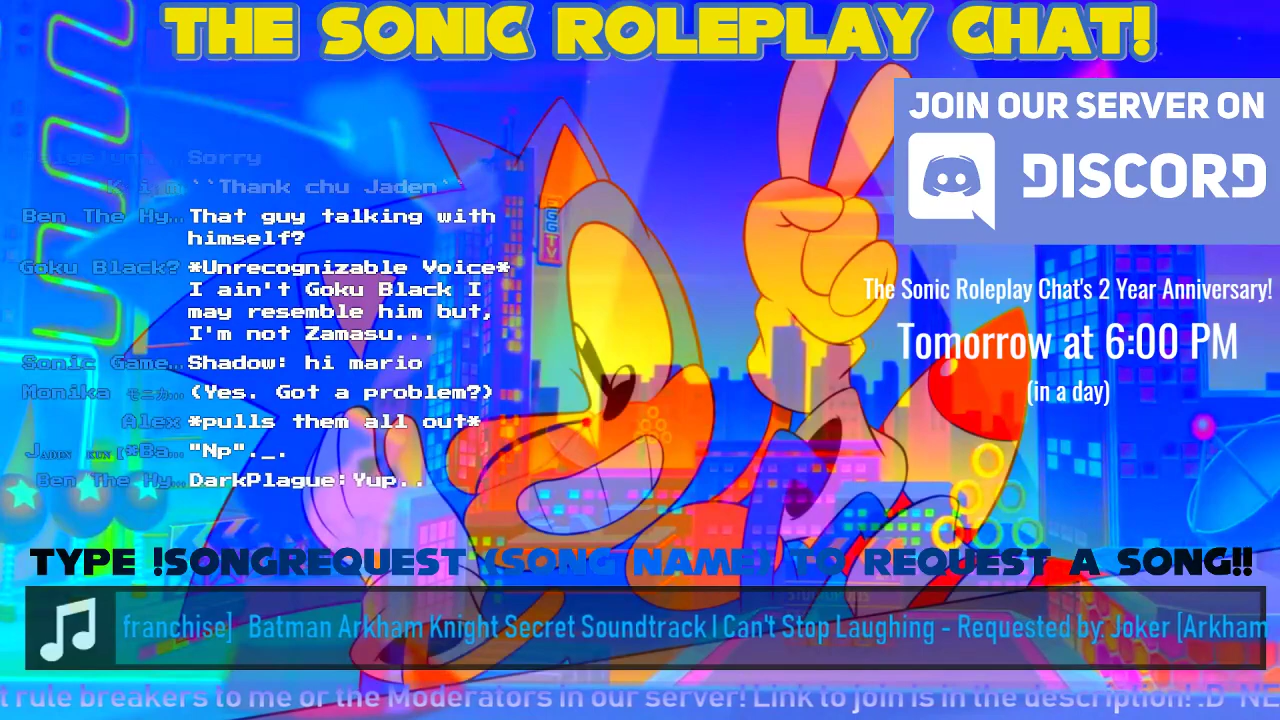 THE SONIC ROLEPLAY CHAT!
JOIN OUR SERVER ON
DISCORD
Sorry
``Thank chu Jaden``
Ben The Hy... That guy talking with
himself?
Goku Black? *Unrecognizable Voice*
I ain't Goku Black I
may resemble him but,
I'm not Zamasu...
Sonic Game... Shadow: hi mario
Monika モニカ... (Yes. Got a problem?)
Alex *pulls them all out*
Jaden [*Ba... "Np"._.
Ben The Hy... DarkPlague: Yup..
GGTV
The Sonic Roleplay Chat's 2 Year Anniversary!
Tomorrow at 6:00 PM
(in a day)
TYPE !SONGREQUEST (SONG NAME) TO REQUEST A SONG!!
franchise] Batman Arkham Knight Secret Soundtrack I Can't Stop Laughing - Requested by: Joker [Arkham
t rule breakers to me or the Moderators in our server! Link to join is in the description! :D NE